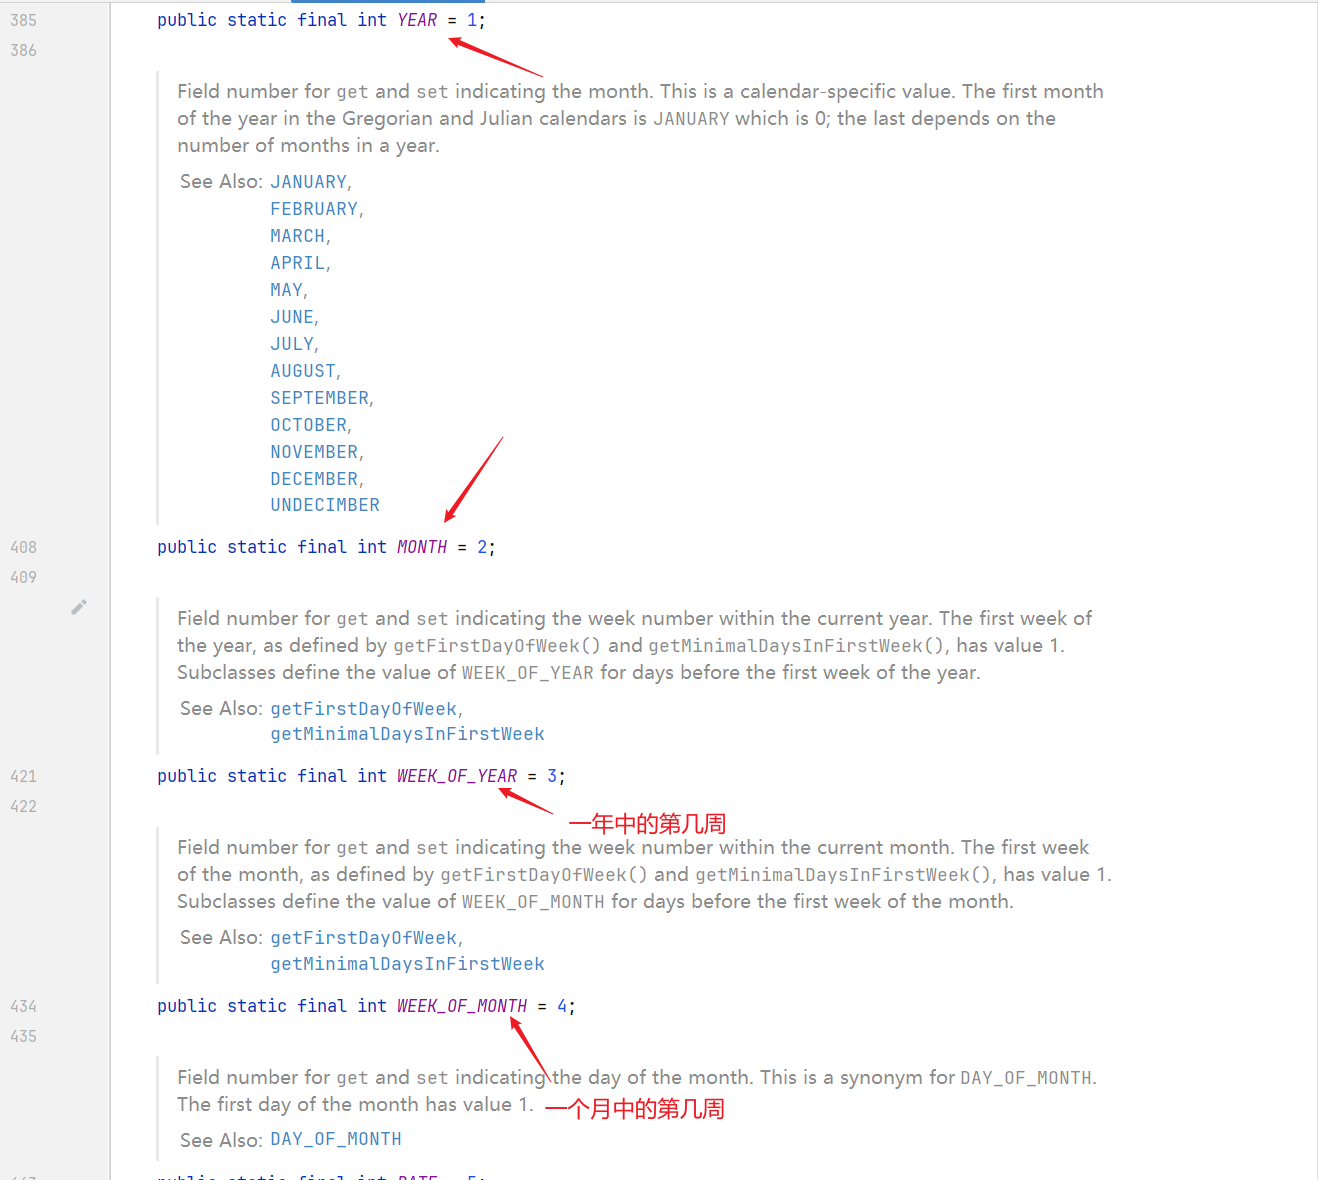 385 public static final int YEAR = 1;
386
Field number for get and set indicating the month. This is a calendar-specific value. The first month
of the year in the Gregorian and Julian calendars is JANUARY which is 0; the last depends on the
number of months in a year.
See Also: JANUARY,
FEBRUARY,
MARCH,
APRIL,
MAY,
JUNE,
JULY,
AUGUST,
SEPTEMBER,
OCTOBER,
NOVEMBER,
DECEMBER,
UNDECIMBER
408 public static final int MONTH = 2;
409
Field number for get and set indicating the week number within the current year. The first week of
the year, as defined by getFirstDayOfWeek() and getMinimalDaysInFirstWeek(), has value 1.
Subclasses define the value of WEEK_OF_YEAR for days before the first week of the year.
See Also: getFirstDayOfWeek,
getMinimalDaysInFirstWeek
421 public static final int WEEK_OF_YEAR = 3;
422
一年中的第几周
Field number for get and set indicating the week number within the current month. The first week
of the month, as defined by getFirstDayOfWeek() and getMinimalDaysInFirstWeek(), has value 1.
Subclasses define the value of WEEK_OF_MONTH for days before the first week of the month.
See Also: getFirstDayOfWeek,
getMinimalDaysInFirstWeek
434 public static final int WEEK_OF_MONTH = 4;
435
Field number for get and set indicating the day of the month. This is a synonym for DAY_OF_MONTH.
The first day of the month has value 1. 一个月中的第几周
See Also: DAY_OF_MONTH
public static final int DATE = 5;